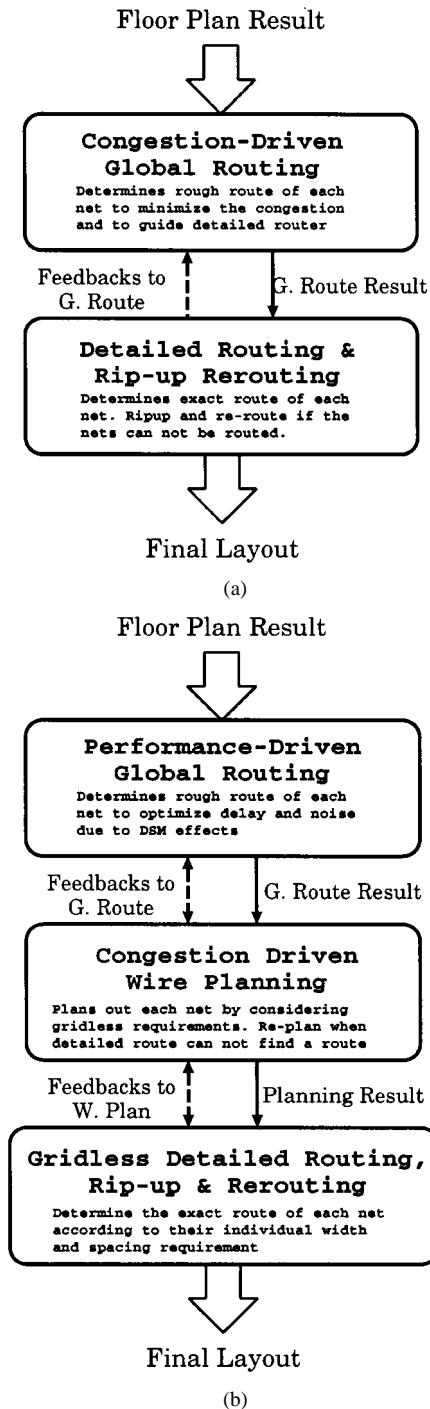 Floor Plan Result
Congestion-Driven
Global Routing
Determines rough route of each
net to minimize the congestion
and to guide detailed router
Feedbacks to
G. Route
G. Route Result
Detailed Routing &
Rip-up Rerouting
Determines exact route of each
net. Ripup and re-route if the
nets can not be routed.
Final Layout
(a)
Floor Plan Result
Performance-Driven
Global Routing
Determines rough route of each
net to optimize delay and noise
due to DSM effects
Feedbacks to
G. Route
G. Route Result
Congestion Driven
Wire Planning
Plans out each net by considering
gridless requirements. Re-plan when
detailed route can not find a route
Feedbacks to
W. Plan
Planning Result
Gridless Detailed Routing,
Rip-up & Rerouting
Determine the exact route of each net
according to their individual width
and spacing requirement
Final Layout
(b)